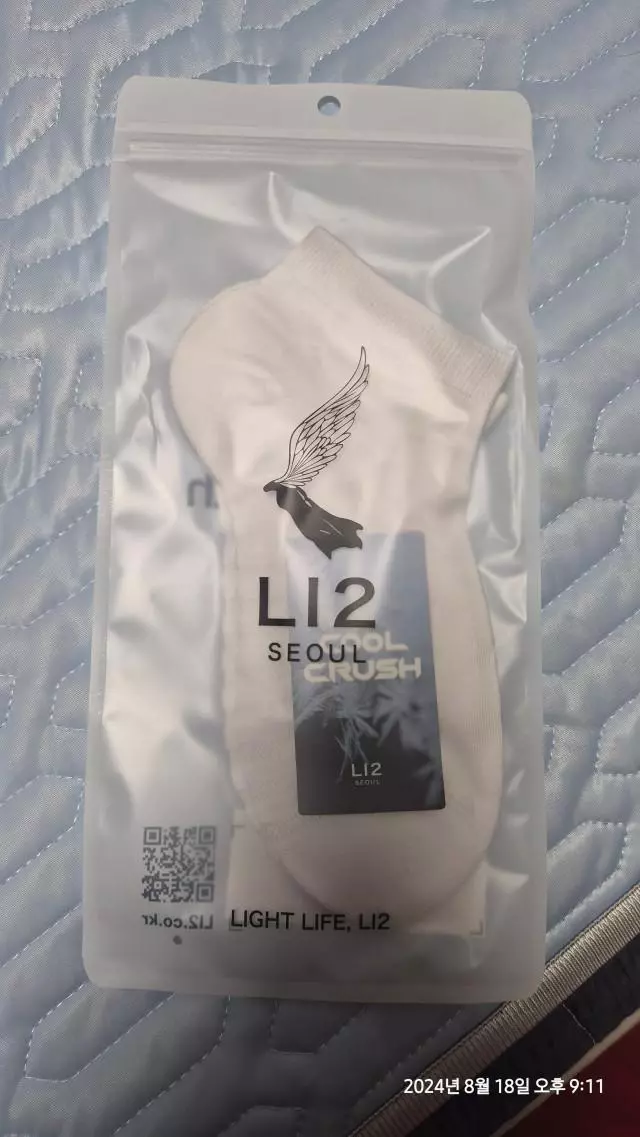 LI2
SEOUL
COOL
CRUSH
LI2
SEOUL
LI2.co.kr
LIGHT LIFE, LI2
2024년 8월 18일 오후 9:11